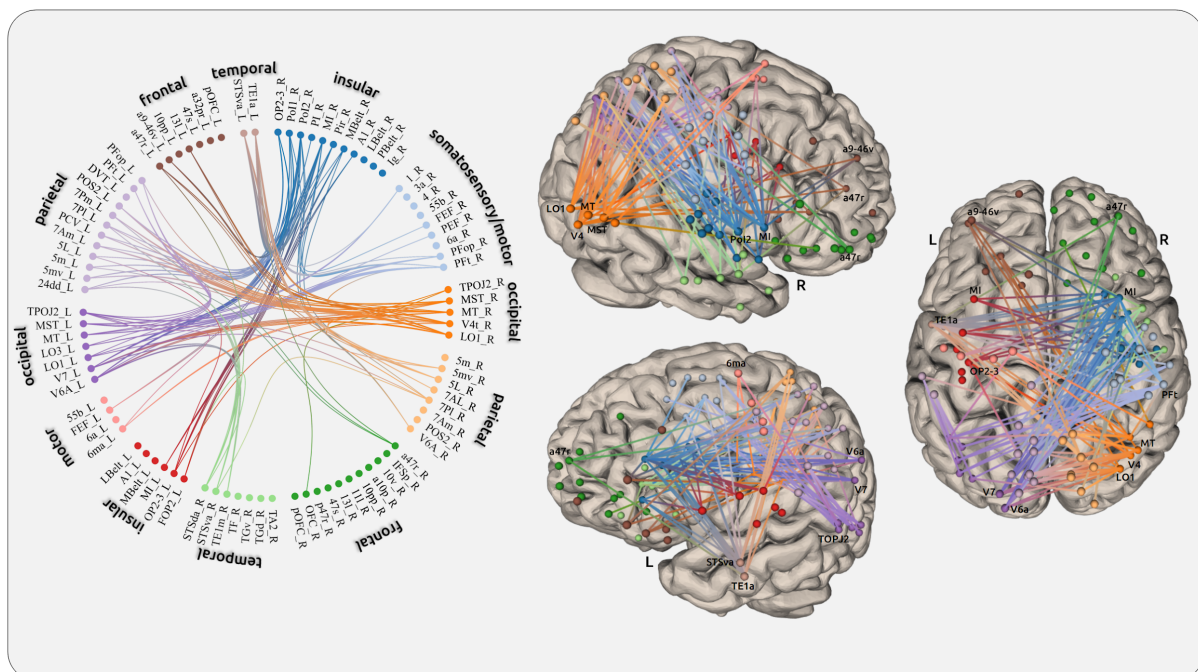 temporal
STSva_L
TE1a_L
insular
OP2-3_R
PoI1_R
PoI2_R
PI_R
MI_R
Pir_R
MBelt_R
A1_R
LBelt_R
PBelt_R
Ig_R
somatosensory/motor
1_R
3a_R
4_R
55b_R
FEF_R
PEF_R
6a_R
PFop_R
PFt_R
occipital
TPOJ2_R
MST_R
MT_R
V4t_R
LO1_R
parietal
5m_R
5mv_R
5L_R
7AL_R
7PL_R
7Am_R
POS2_R
V6A_R
frontal
a47r_R
IFSp_R
10v_R
a10p_R
10pp_R
11l_R
13l_R
47s_R
p47r_R
OFC_R
pOFC_R
temporal
TA2_R
TGd_R
TGv_R
TF_R
TE1m_R
STSva_R
STSda_R
insular
FOP2_L
OP2-3_L
MI_L
MBelt_L
A1_L
LBelt_L
motor
6ma_L
6a_L
FEF_L
55b_L
occipital
V6A_L
V7_L
LO1_L
LO3_L
MT_L
MST_L
TPOJ2_L
parietal
24dd_L
5mv_L
5m_L
5L_L
7Am_L
PCV_L
7PL_L
7Pm_L
POS2_L
DVT_L
PFt_L
PFop_L
frontal
a47r_L
a9-46v_L
10pp_L
13l_L
47s_L
a32pr_L
pOFC_L
a9-46v
a47r
LO1
MT
V4
MST
PoI2
MI
a47r
R
6ma
a47r
V6a
V7
TOPJ2
STSva
L
TE1a
a9-46v
a47r
L
R
MI
MI
TE1a
OP2-3
PFt
MT
V4
LO1
V7
V6a